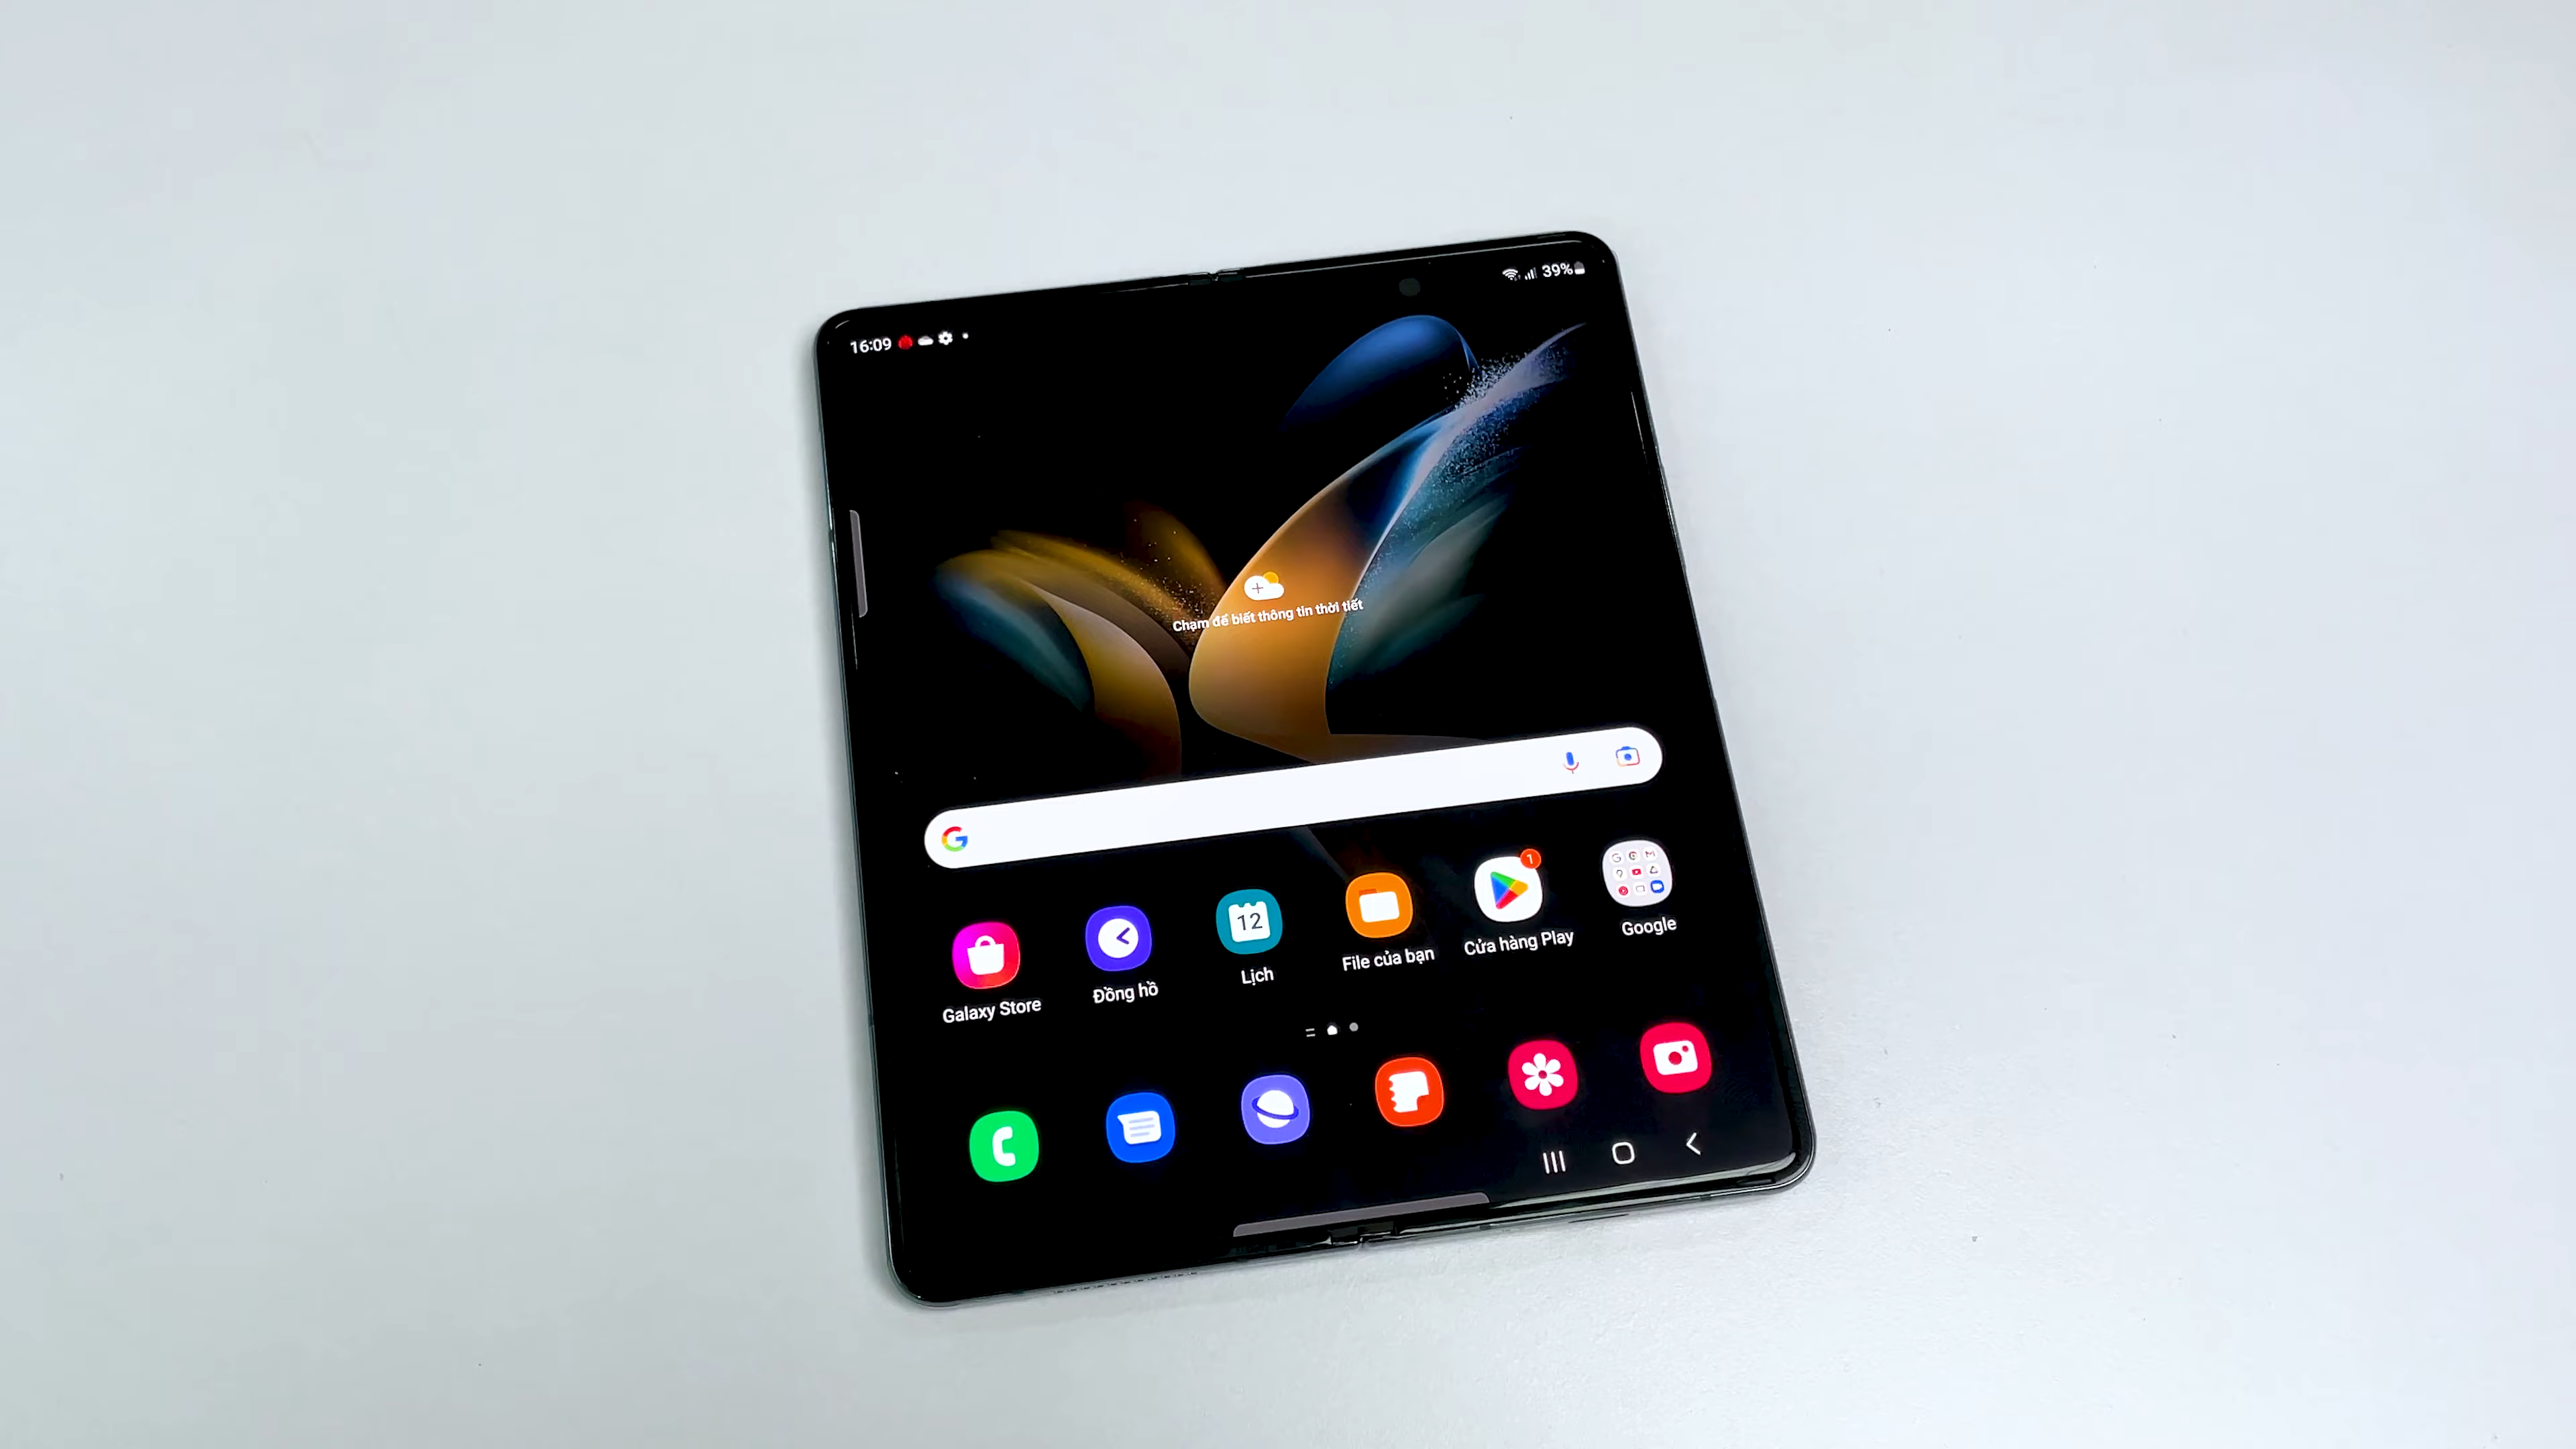 16:09
39%
Chạm để biết thông tin thời tiết
G
12
1
Galaxy Store
Đồng hồ
Lịch
File của bạn
Cửa hàng Play
Google